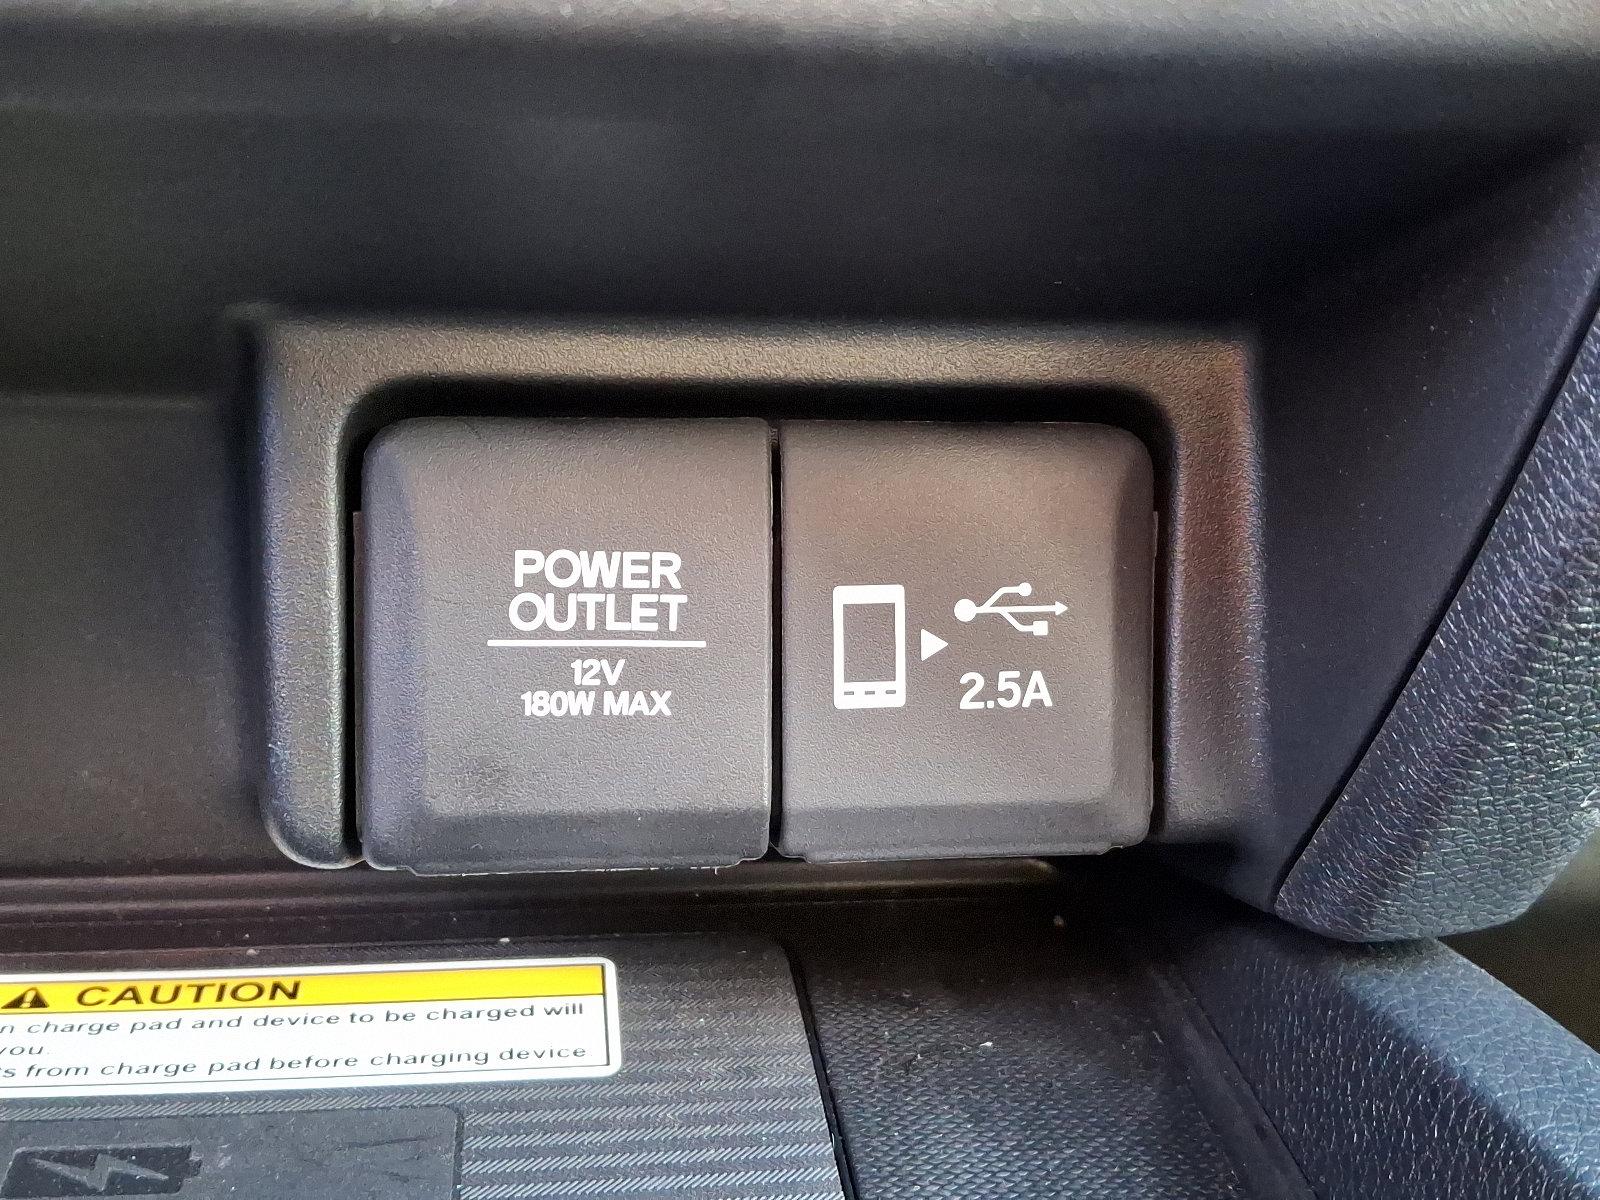 POWER
OUTLET
12V
180W MAX
2.5A
CAUTION
n charge pad and device to be charged will
you.
s from charge pad before charging device